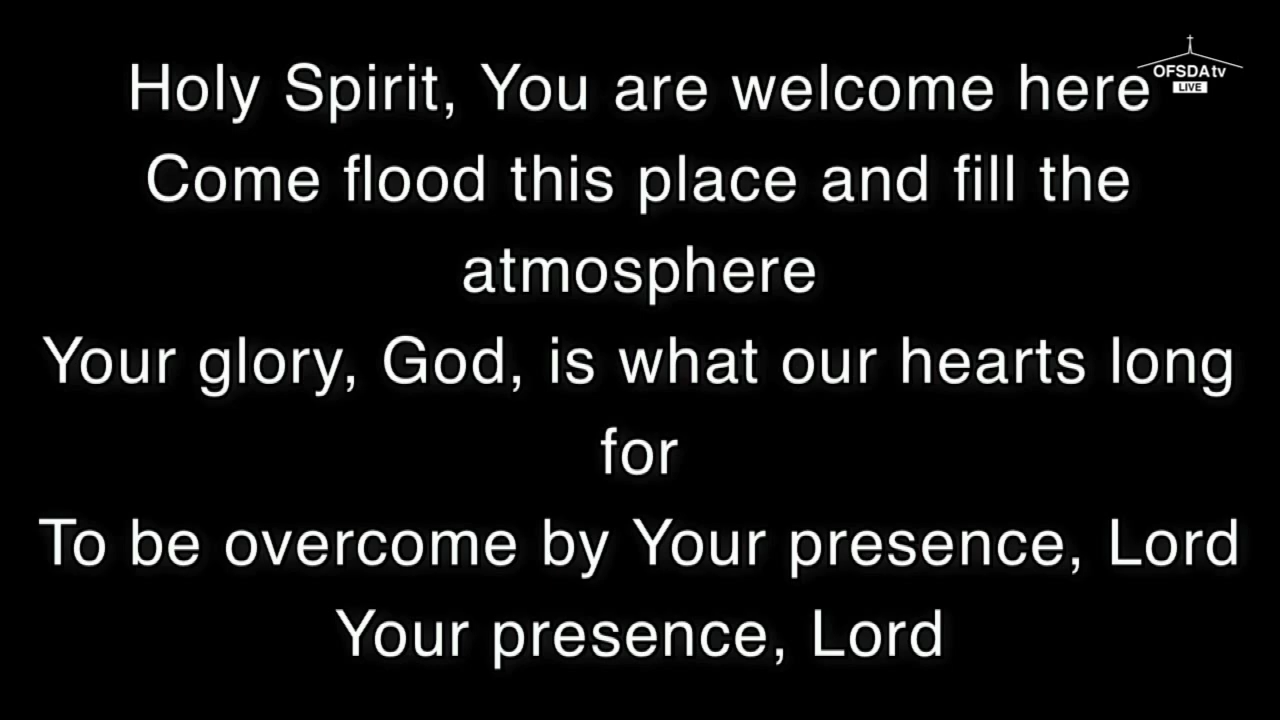 Holy Spirit, You are welcome here
OFSDAtv
LIVE
Come flood this place and fill the
atmosphere
Your glory, God, is what our hearts long
for
To be overcome by Your presence, Lord
Your presence, Lord